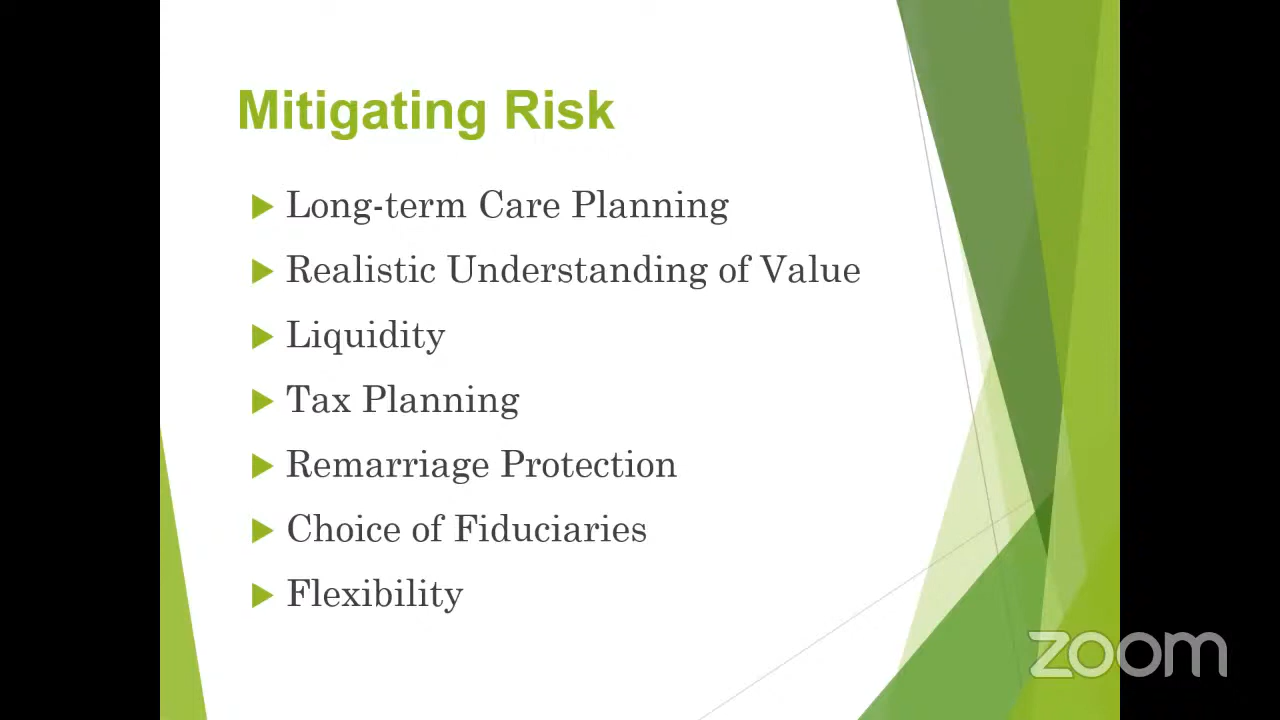 Mitigating Risk
Long-term Care Planning
Realistic Understanding of Value
Liquidity
Tax Planning
Remarriage Protection
Choice of Fiduciaries
Flexibility
zoom